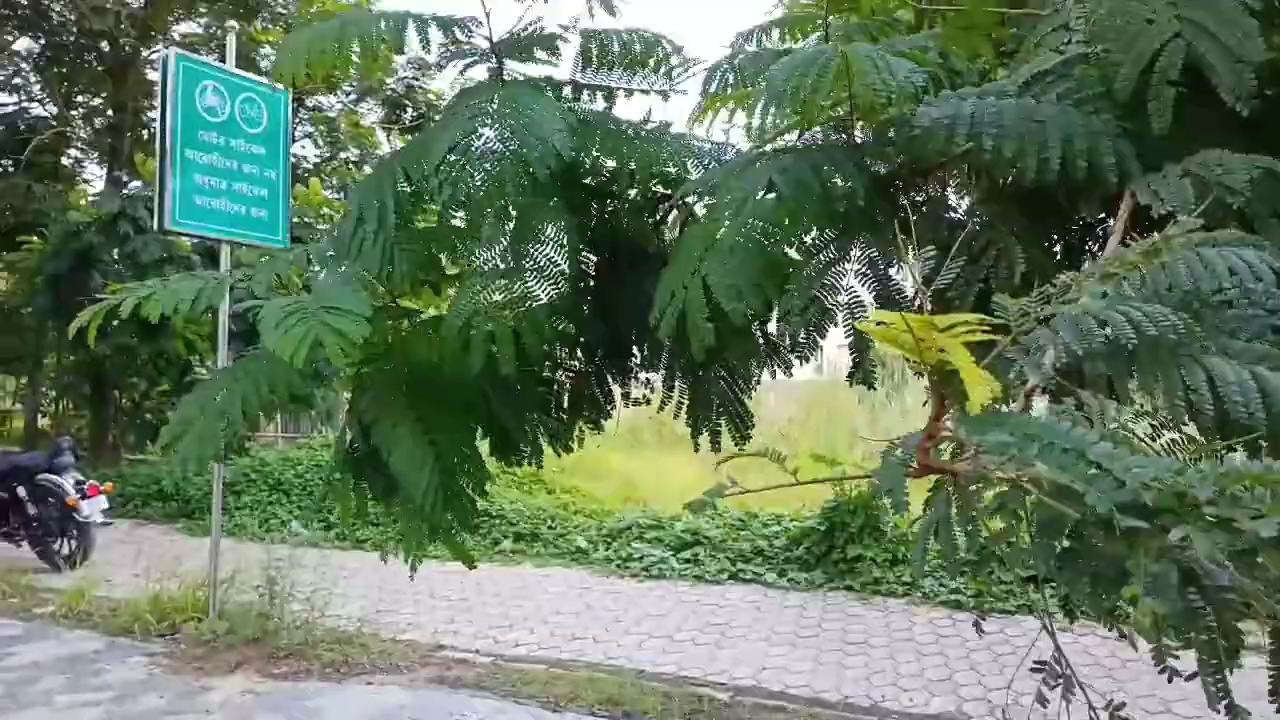 মোটর সাইকেল
আরোহীদের জন্য নয়
শুধুমাত্র সাইকেল
আরোহীদের জন্য